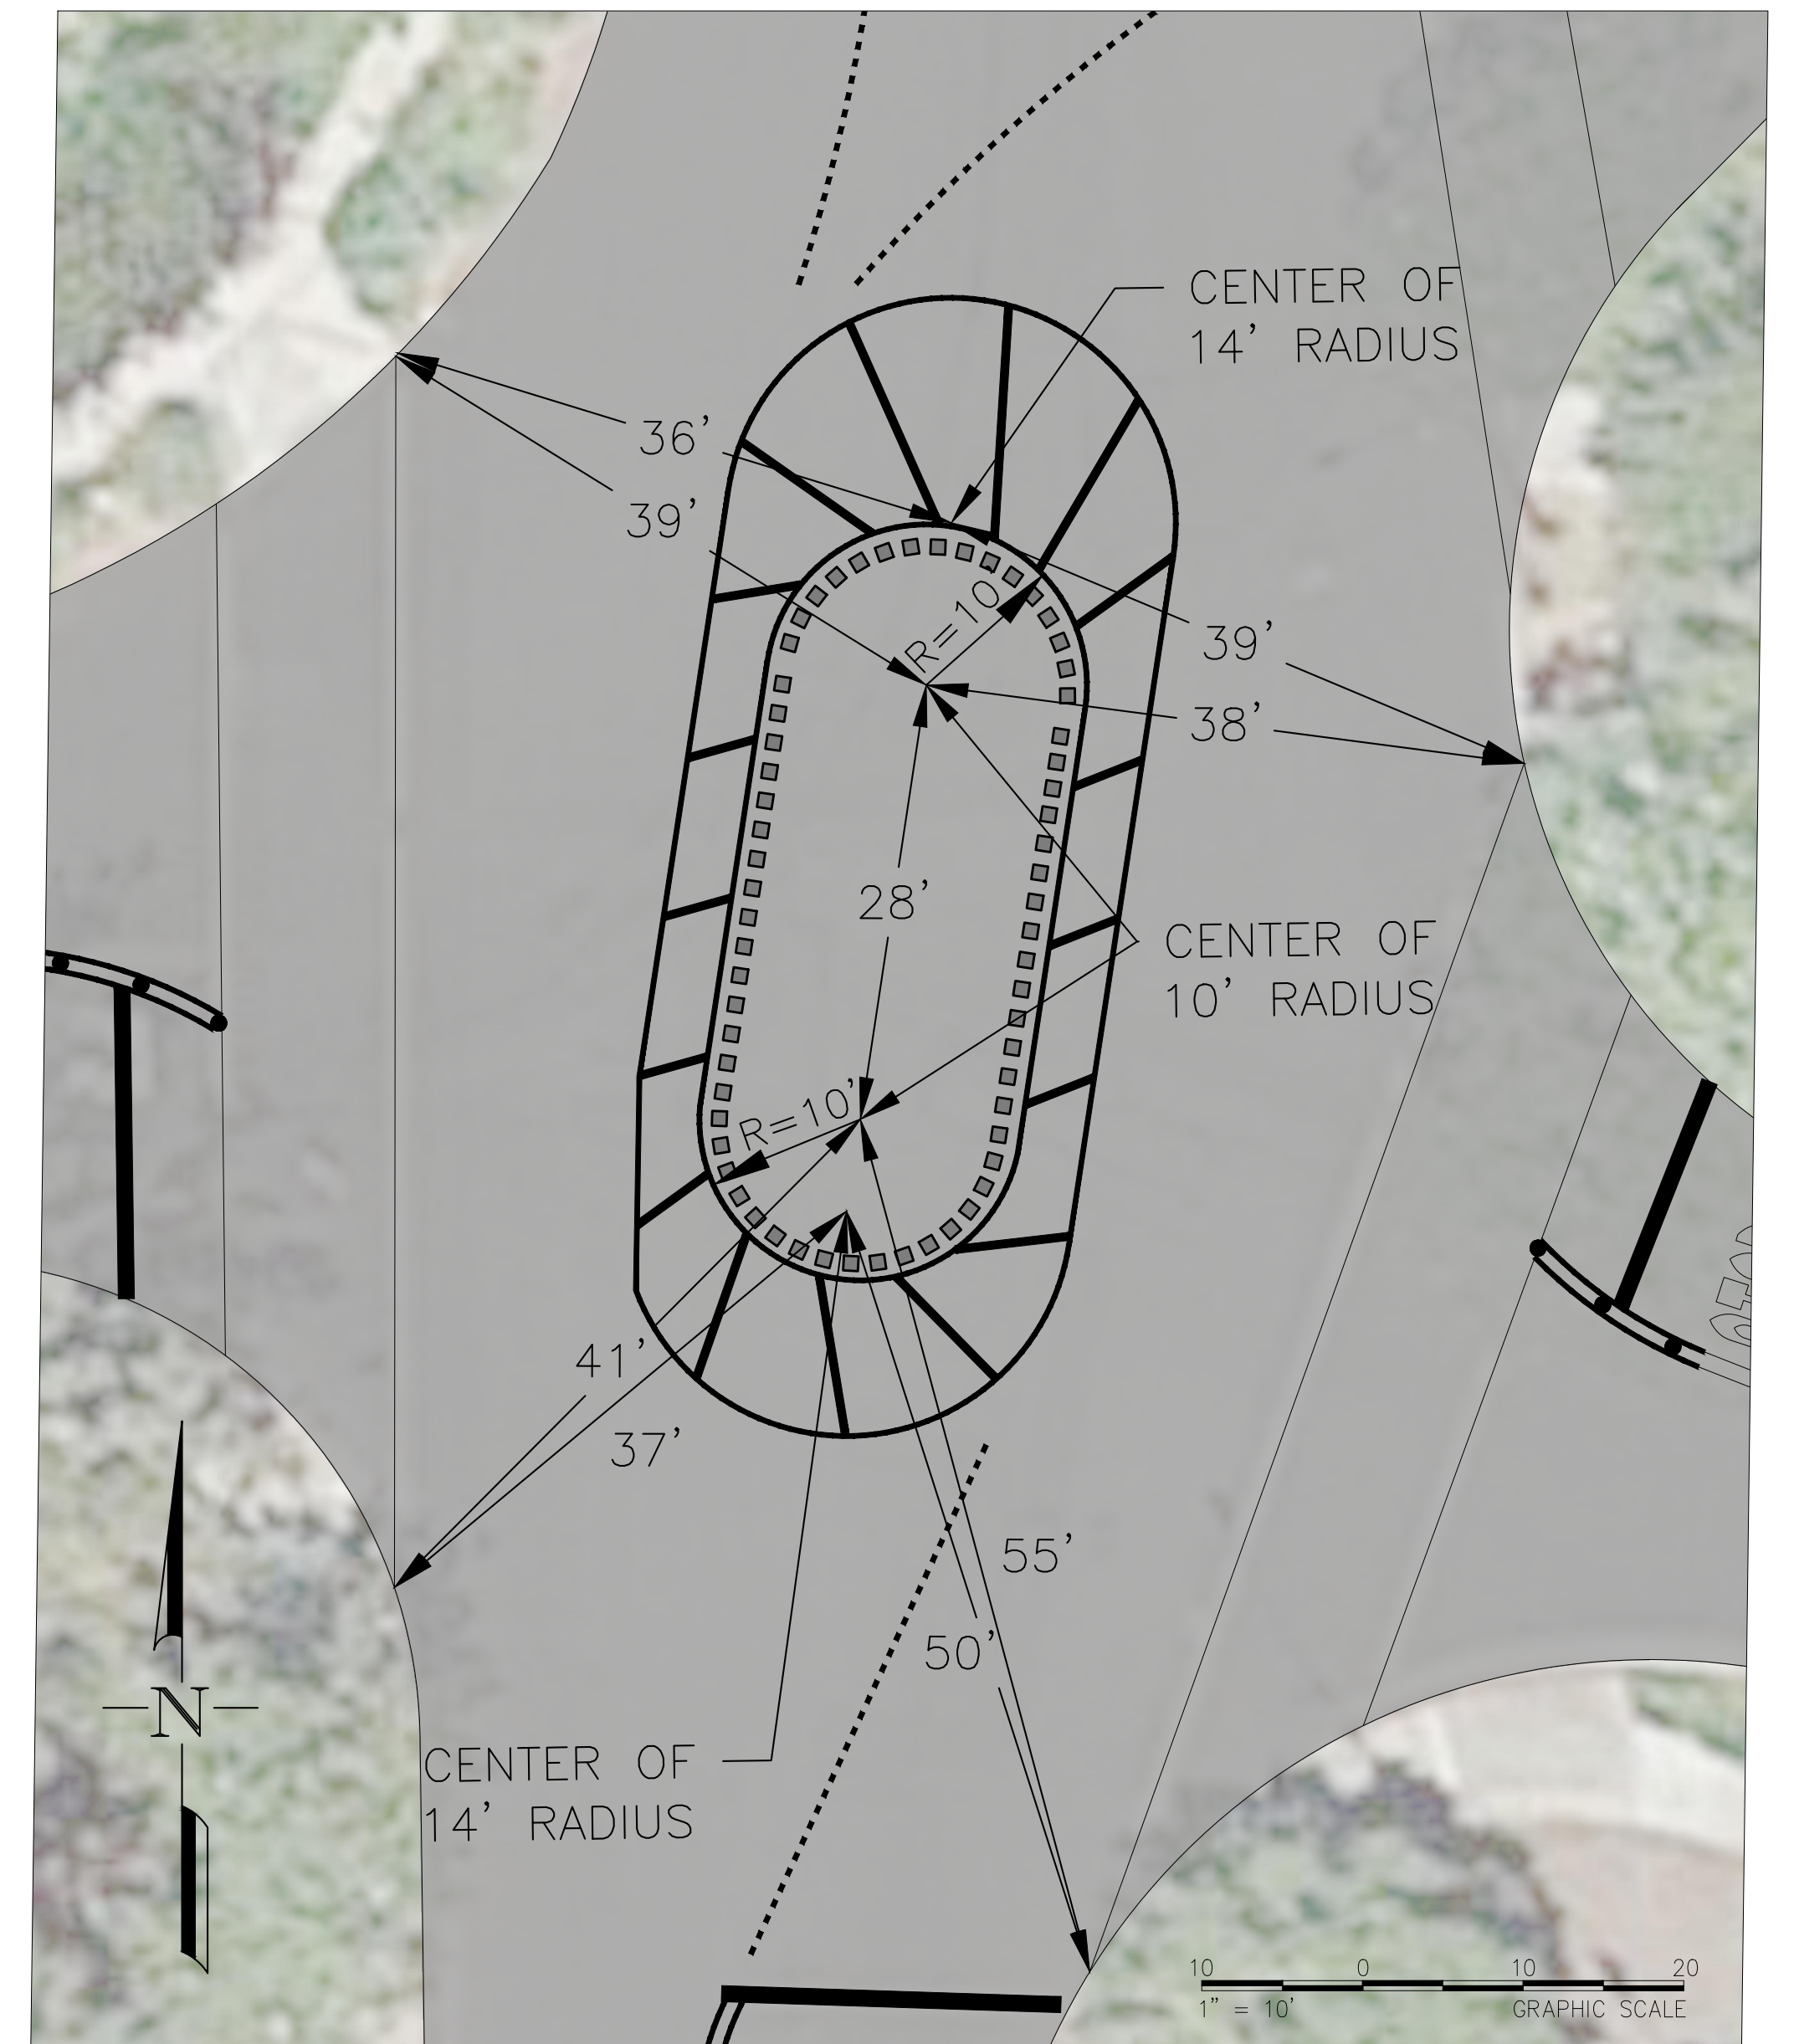 CENTER OF
14' RADIUS
36'
39'
R=10'
39'
38'
28'
CENTER OF
10' RADIUS
R=10'
41'
37'
55'
50'
N
CENTER OF
14' RADIUS
10 0 10 20
1" = 10' GRAPHIC SCALE